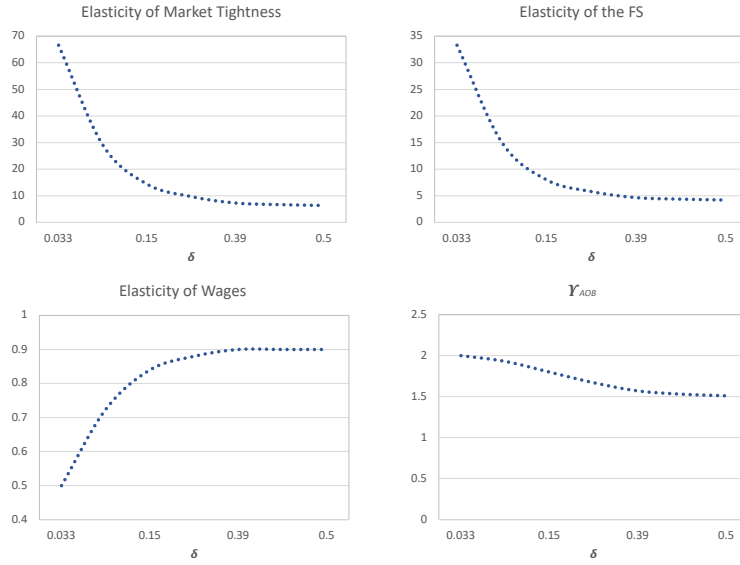 Elasticity of Market Tightness
70
60
50
40
30
20
10
0
0.033 0.15 0.39 0.5
δ
Elasticity of the FS
35
30
25
20
15
10
5
0
0.033 0.15 0.39 0.5
δ
Elasticity of Wages
1
0.9
0.8
0.7
0.6
0.5
0.4
0.033 0.15 0.39 0.5
δ
ϒAOB
2.5
2
1.5
1
0.5
0
0.033 0.15 0.39 0.5
δ